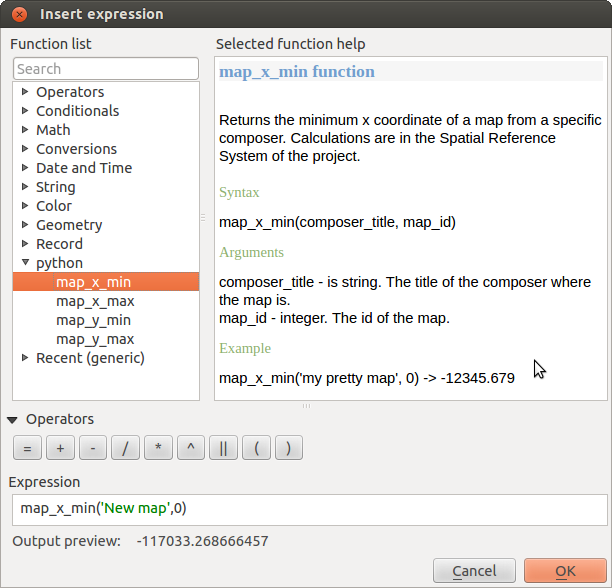 Insert expression
Function list
Search
Operators
Conditionals
Math
Conversions
Date and Time
String
Color
Geometry
Record
python
map_x_min
map_x_max
map_y_min
map_y_max
Recent (generic)
Selected function help
map_x_min function
Returns the minimum x coordinate of a map from a specific
composer. Calculations are in the Spatial Reference
System of the project.
Syntax
map_x_min(composer_title, map_id)
Arguments
composer_title - is string. The title of the composer where
the map is.
map_id - integer. The id of the map.
Example
map_x_min('my pretty map', 0) -> -12345.679
Operators
= + - / * ^ || ( )
Expression
map_x_min('New map',0)
Output preview: -117033.268666457
Cancel OK